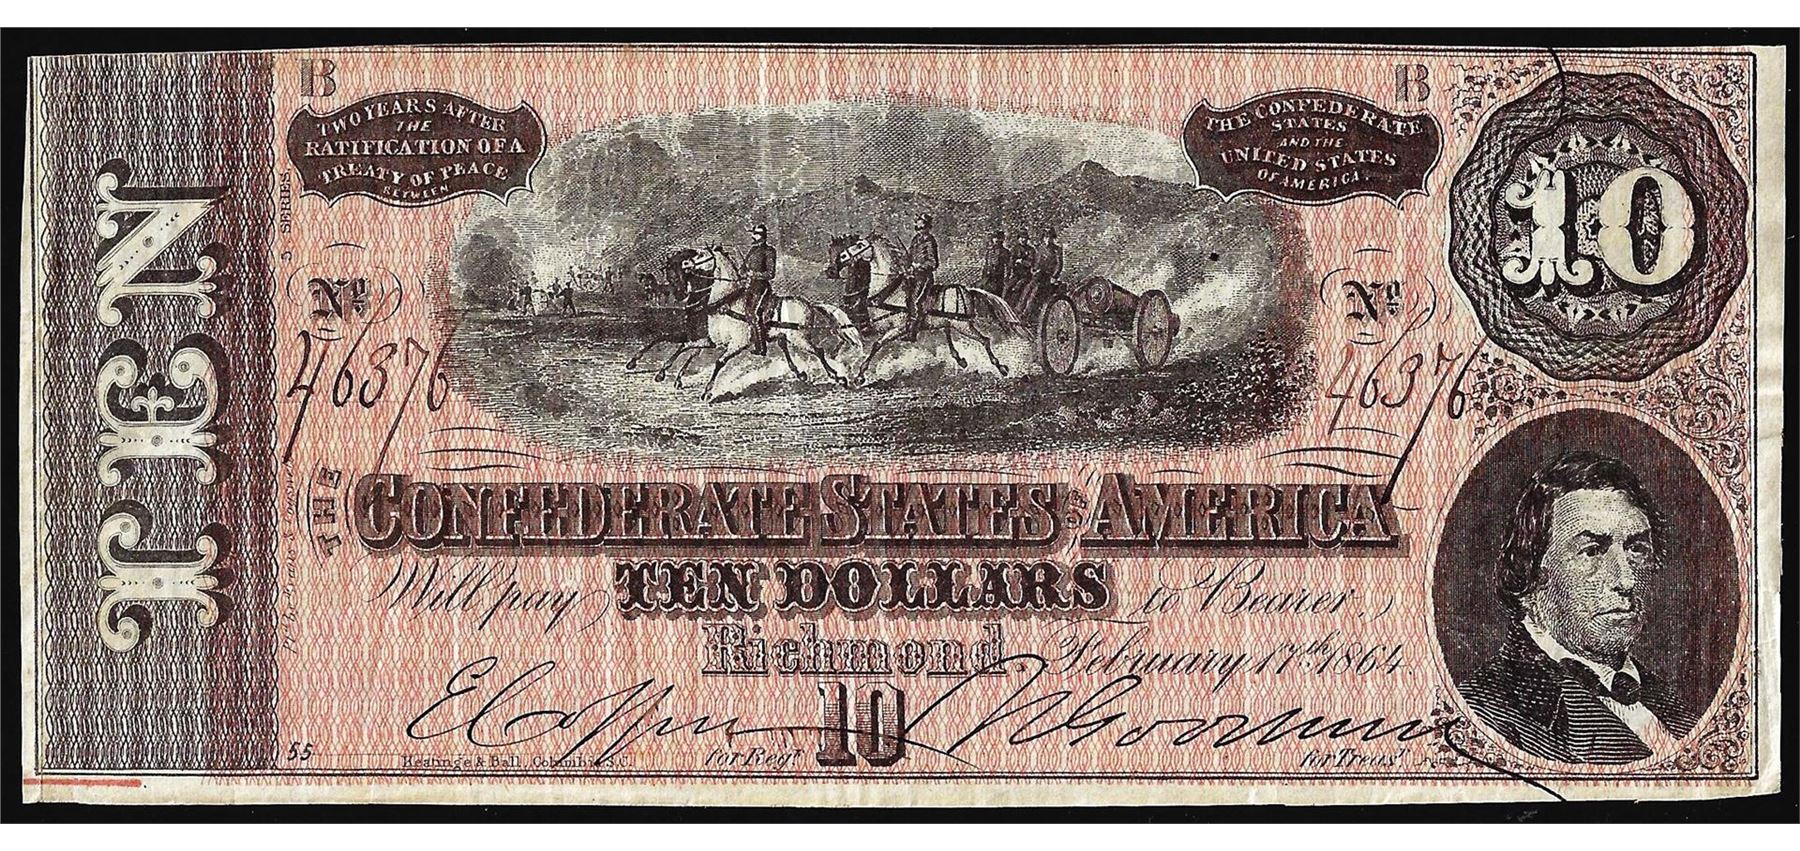 TEN
B
B
TWO YEARS AFTER
THE
RATIFICATION OF A
TREATY OF PEACE
BETWEEN
THE CONFEDERATE
STATES
AND THE
UNITED STATES
OF AMERICA.
10
5 SERIES.
No
46376
No
46376
THE CONFEDERATE STATES OF AMERICA
Will pay TEN DOLLARS to Bearer,
Richmond February 17th 1864.
10
for Regr
for Treasr
55
Keatinge & Ball, Columbia, S.C.